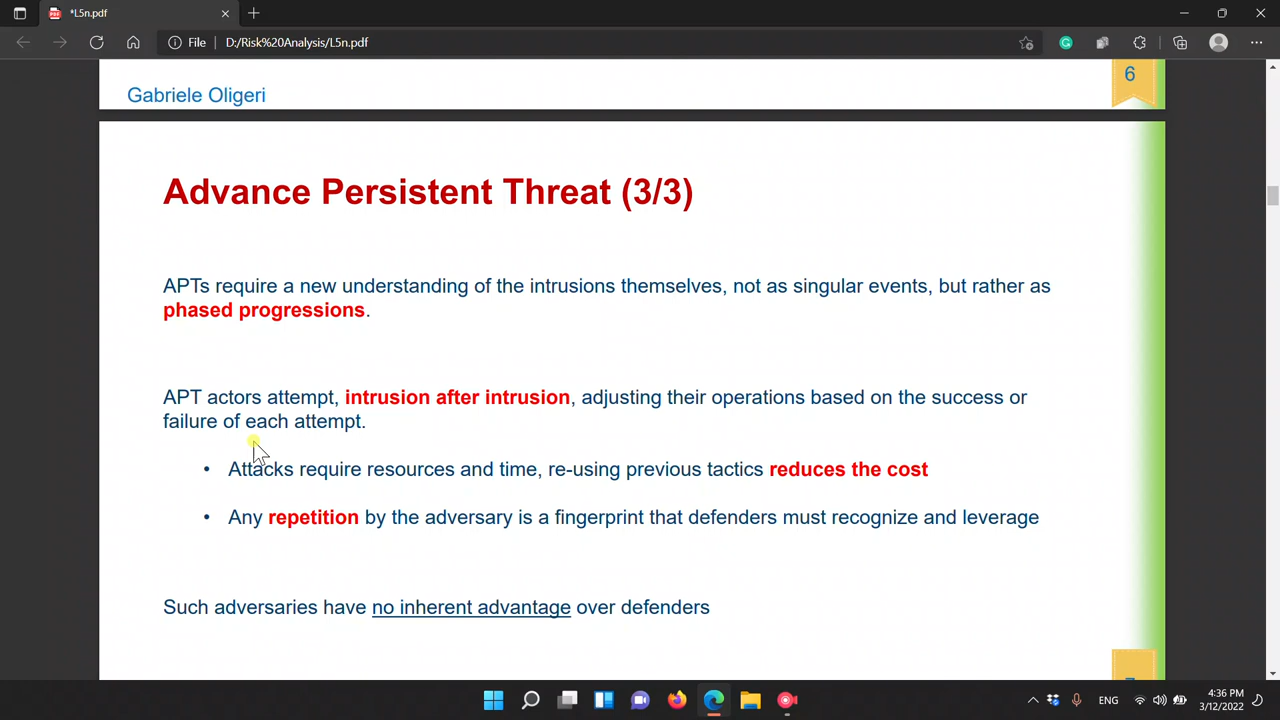 *L5n.pdf
File
D:/Risk%20Analysis/L5n.pdf
6
Gabriele Oligeri
Advance Persistent Threat (3/3)
APTs require a new understanding of the intrusions themselves, not as singular events, but rather as
phased progressions.
APT actors attempt, intrusion after intrusion, adjusting their operations based on the success or
failure of each attempt.
• Attacks require resources and time, re-using previous tactics reduces the cost
• Any repetition by the adversary is a fingerprint that defenders must recognize and leverage
Such adversaries have no inherent advantage over defenders
ENG
4:36 PM
3/12/2022